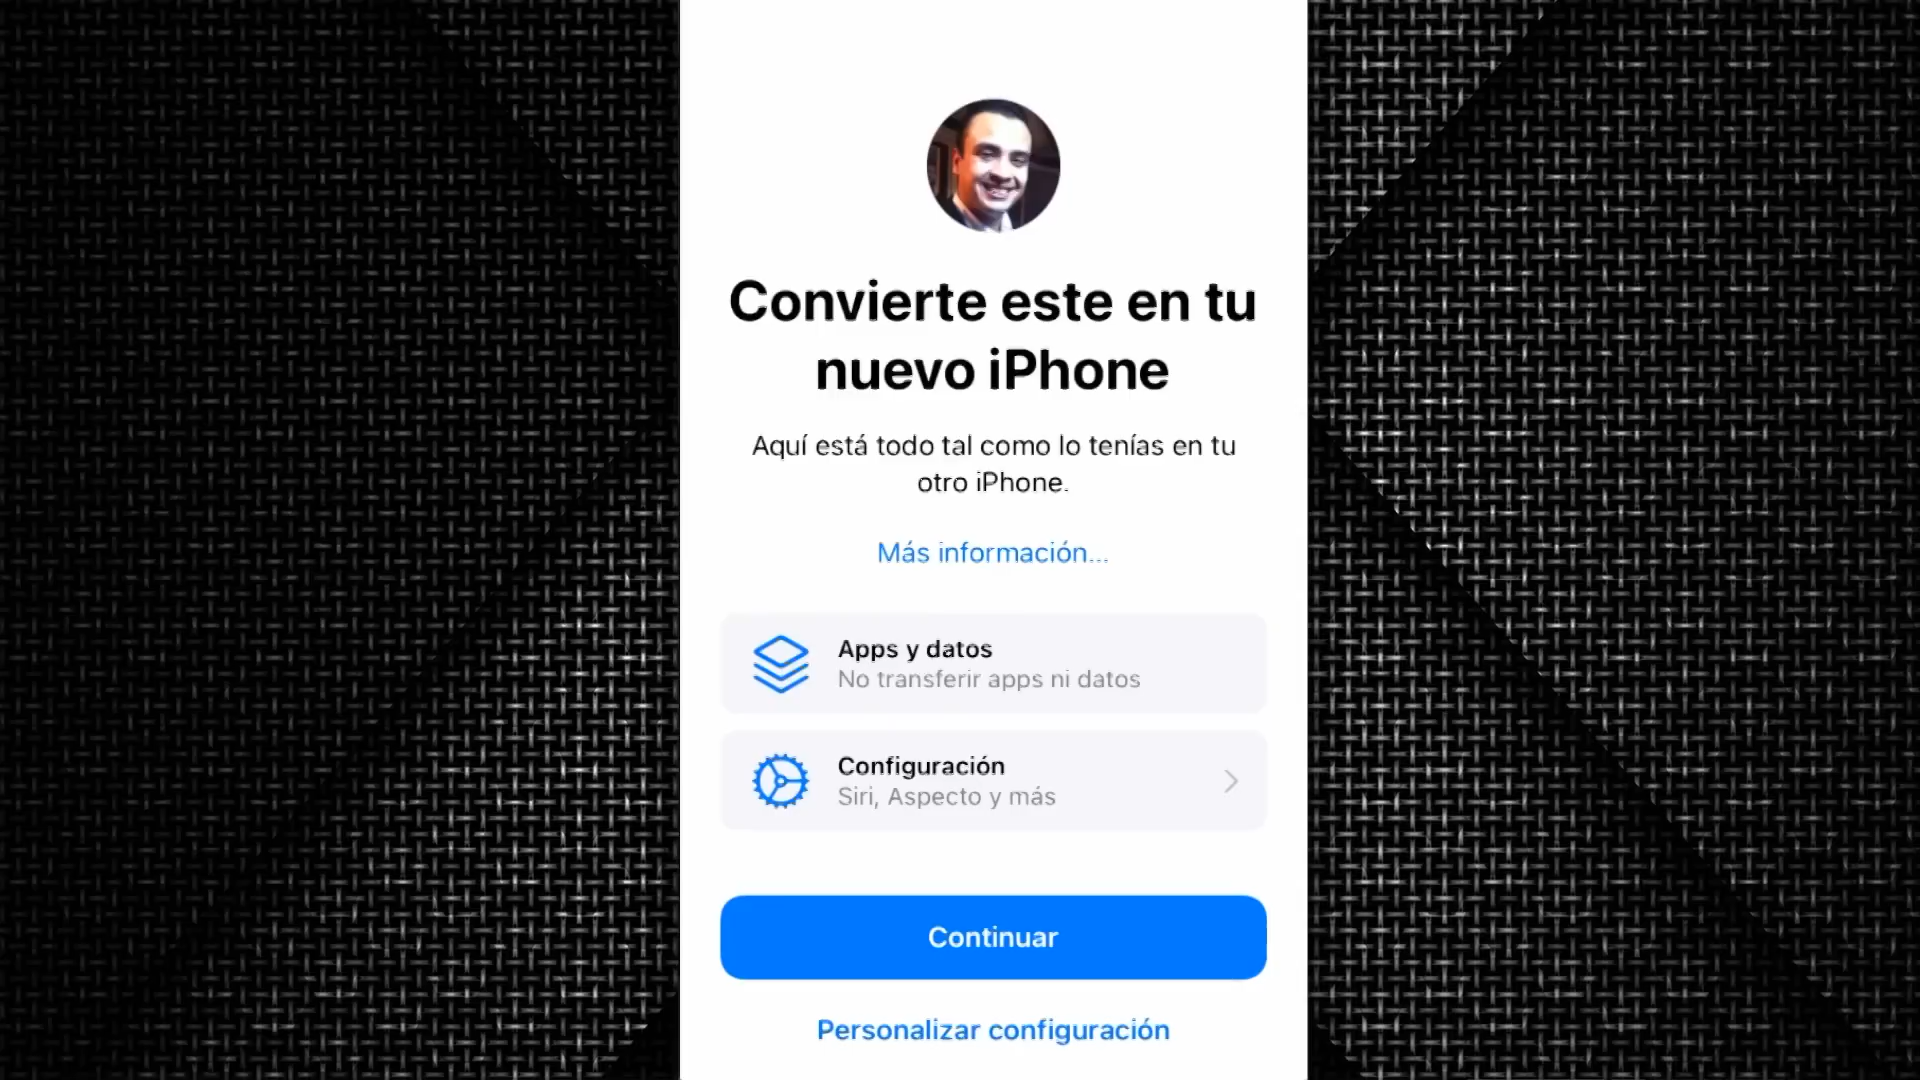 Convierte este en tu
nuevo iPhone
Aquí está todo tal como lo tenías en tu
otro iPhone.
Más información...
Apps y datos
No transferir apps ni datos
Configuración
Siri, Aspecto y más
Continuar
Personalizar configuración